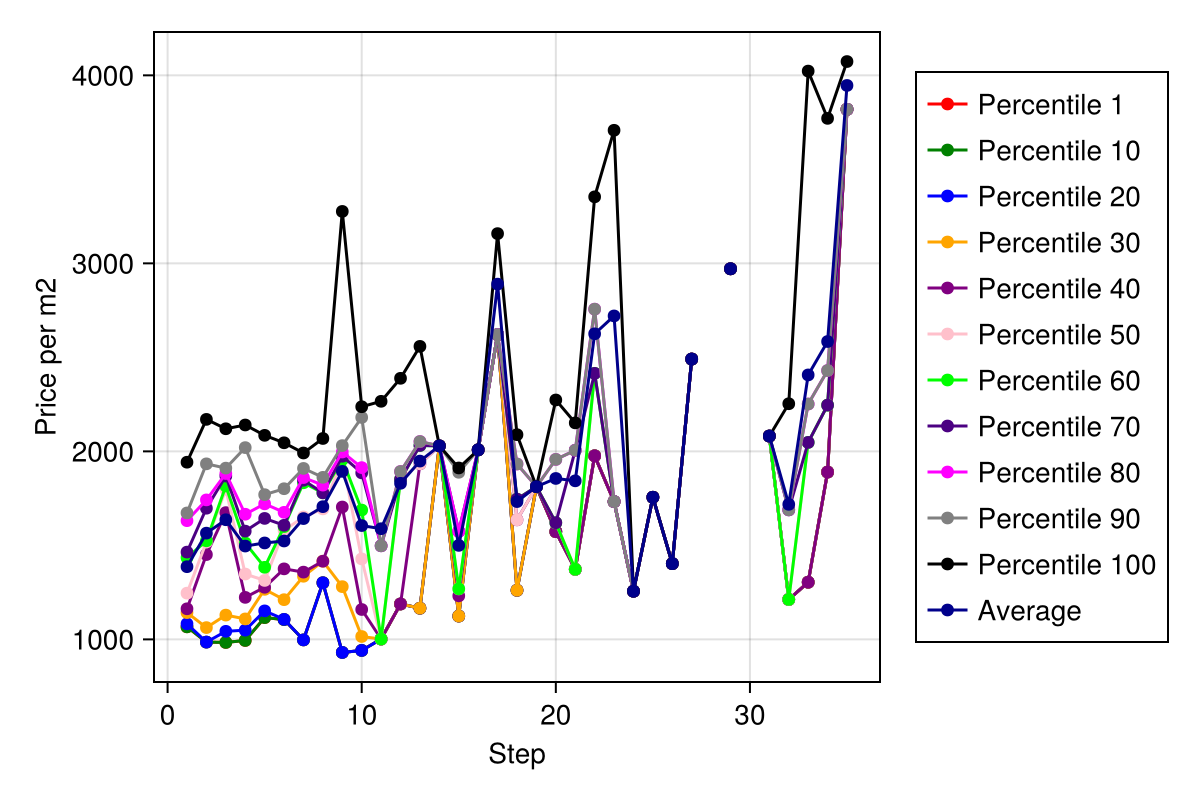 4000
3000
2000
1000
Price per m2
0 10 20 30
Step
Percentile 1
Percentile 10
Percentile 20
Percentile 30
Percentile 40
Percentile 50
Percentile 60
Percentile 70
Percentile 80
Percentile 90
Percentile 100
Average